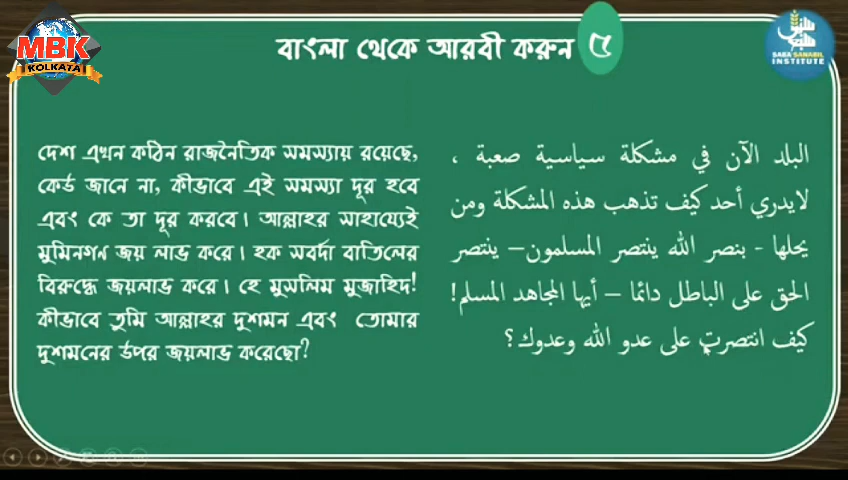 MBK
KOLKATA
বাংলা থেকে আরবী করুন
৫
SABA SANABIL
INSTITUTE
দেশ এখন কঠিন রাজনৈতিক সমস্যায় রয়েছে,
কেউ জানে না, কীভাবে এই সমস্যা দূর হবে
এবং কে তা দূর করবে। আল্লাহর সাহায্যেই
মুমিনগণ জয় লাভ করে। হক সবর্দা বাতিলের
বিরুদ্ধে জয়লাভ করে। হে মুসলিম মুজাহিদ!
কীভাবে তুমি আল্লাহর দুশমন এবং তোমার
দুশমনের উপর জয়লাভ করেছো?
البلد الآن في مشكلة سياسية صعبة ،
لايدري أحد كيف تذهب هذه المشكلة ومن
يحلها - بنصر الله ينتصر المسلمون– ينتصر
الحق على الباطل دائما – أيها المجاهد المسلم!
كيف انتصرت على عدو الله وعدوك؟